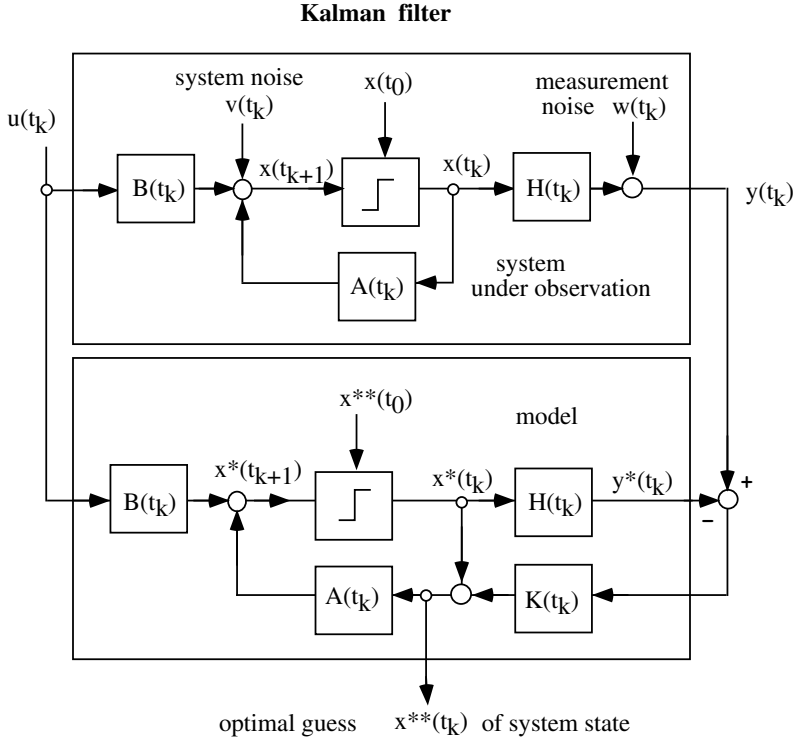 Kalman filter
system noise
v(tk)
x(t0)
measurement
noise w(tk)
u(tk)
B(tk)
x(tk+1)
x(tk)
H(tk)
y(tk)
A(tk)
system
under observation
x**(t0)
model
B(tk)
x*(tk+1)
x*(tk)
H(tk)
y*(tk)
+
−
A(tk)
K(tk)
optimal guess x**(tk) of system state